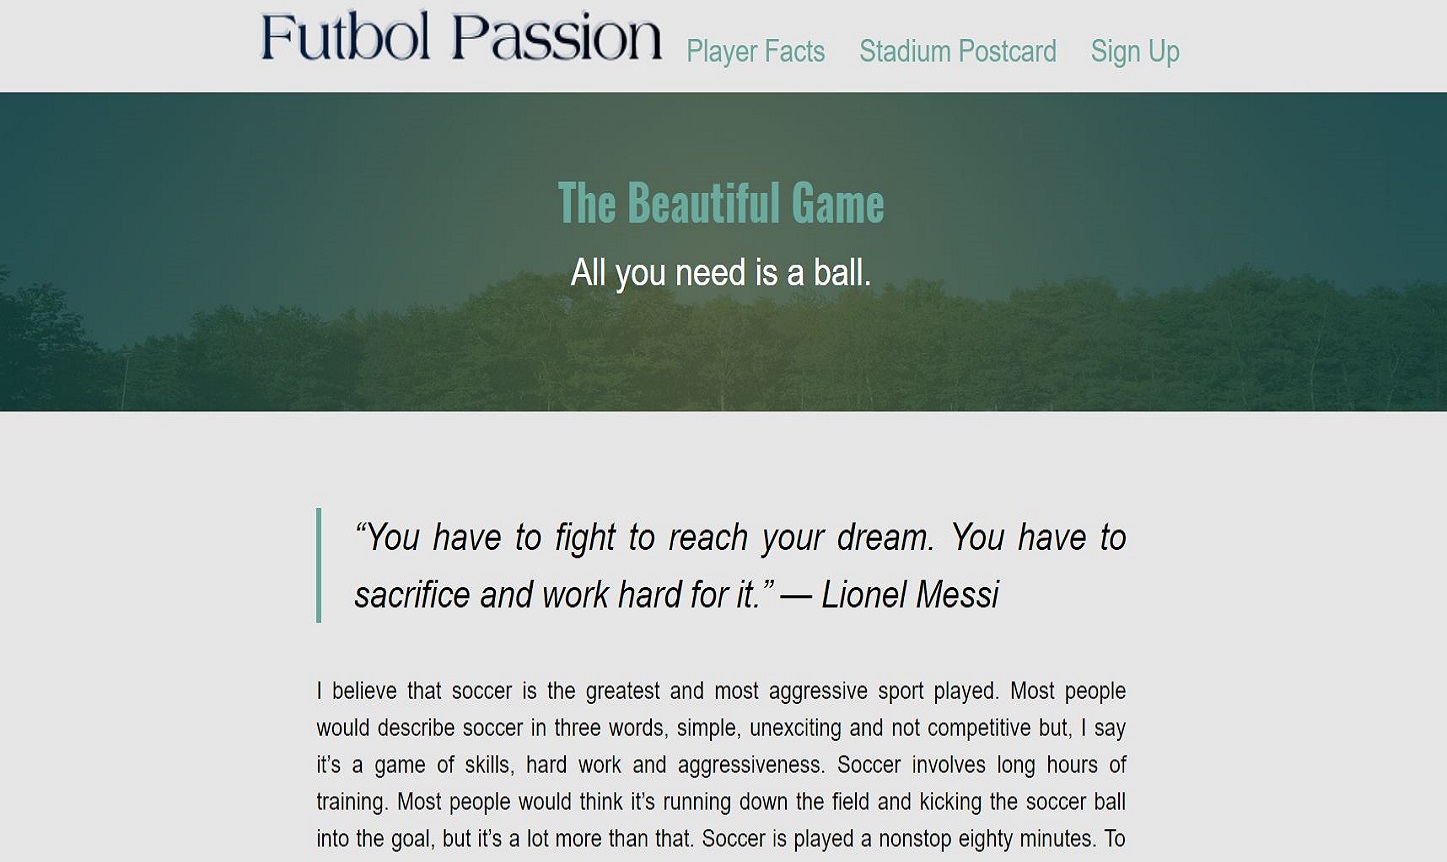 Futbol Passion Player Facts Stadium Postcard Sign Up
The Beautiful Game
All you need is a ball.
“You have to fight to reach your dream. You have to
sacrifice and work hard for it.” — Lionel Messi
I believe that soccer is the greatest and most aggressive sport played. Most people
would describe soccer in three words, simple, unexciting and not competitive but, I say
it’s a game of skills, hard work and aggressiveness. Soccer involves long hours of
training. Most people would think it’s running down the field and kicking the soccer ball
into the goal, but it’s a lot more than that. Soccer is played a nonstop eighty minutes. To